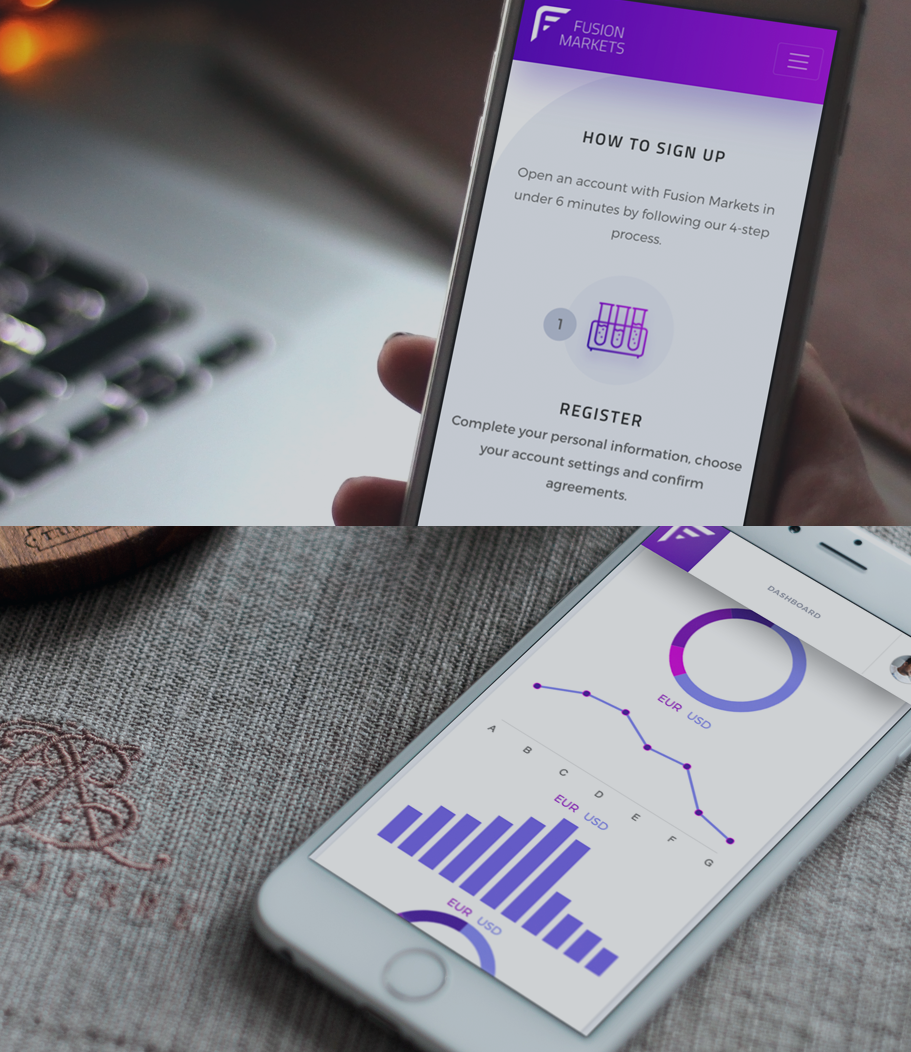 FUSION
MARKETS
HOW TO SIGN UP
Open an account with Fusion Markets in
under 6 minutes by following our 4-step
process.
1
REGISTER
Complete your personal information, choose
your account settings and confirm
agreements.
DASHBOARD
EUR USD
A B C D E F G
EUR USD
EUR USD